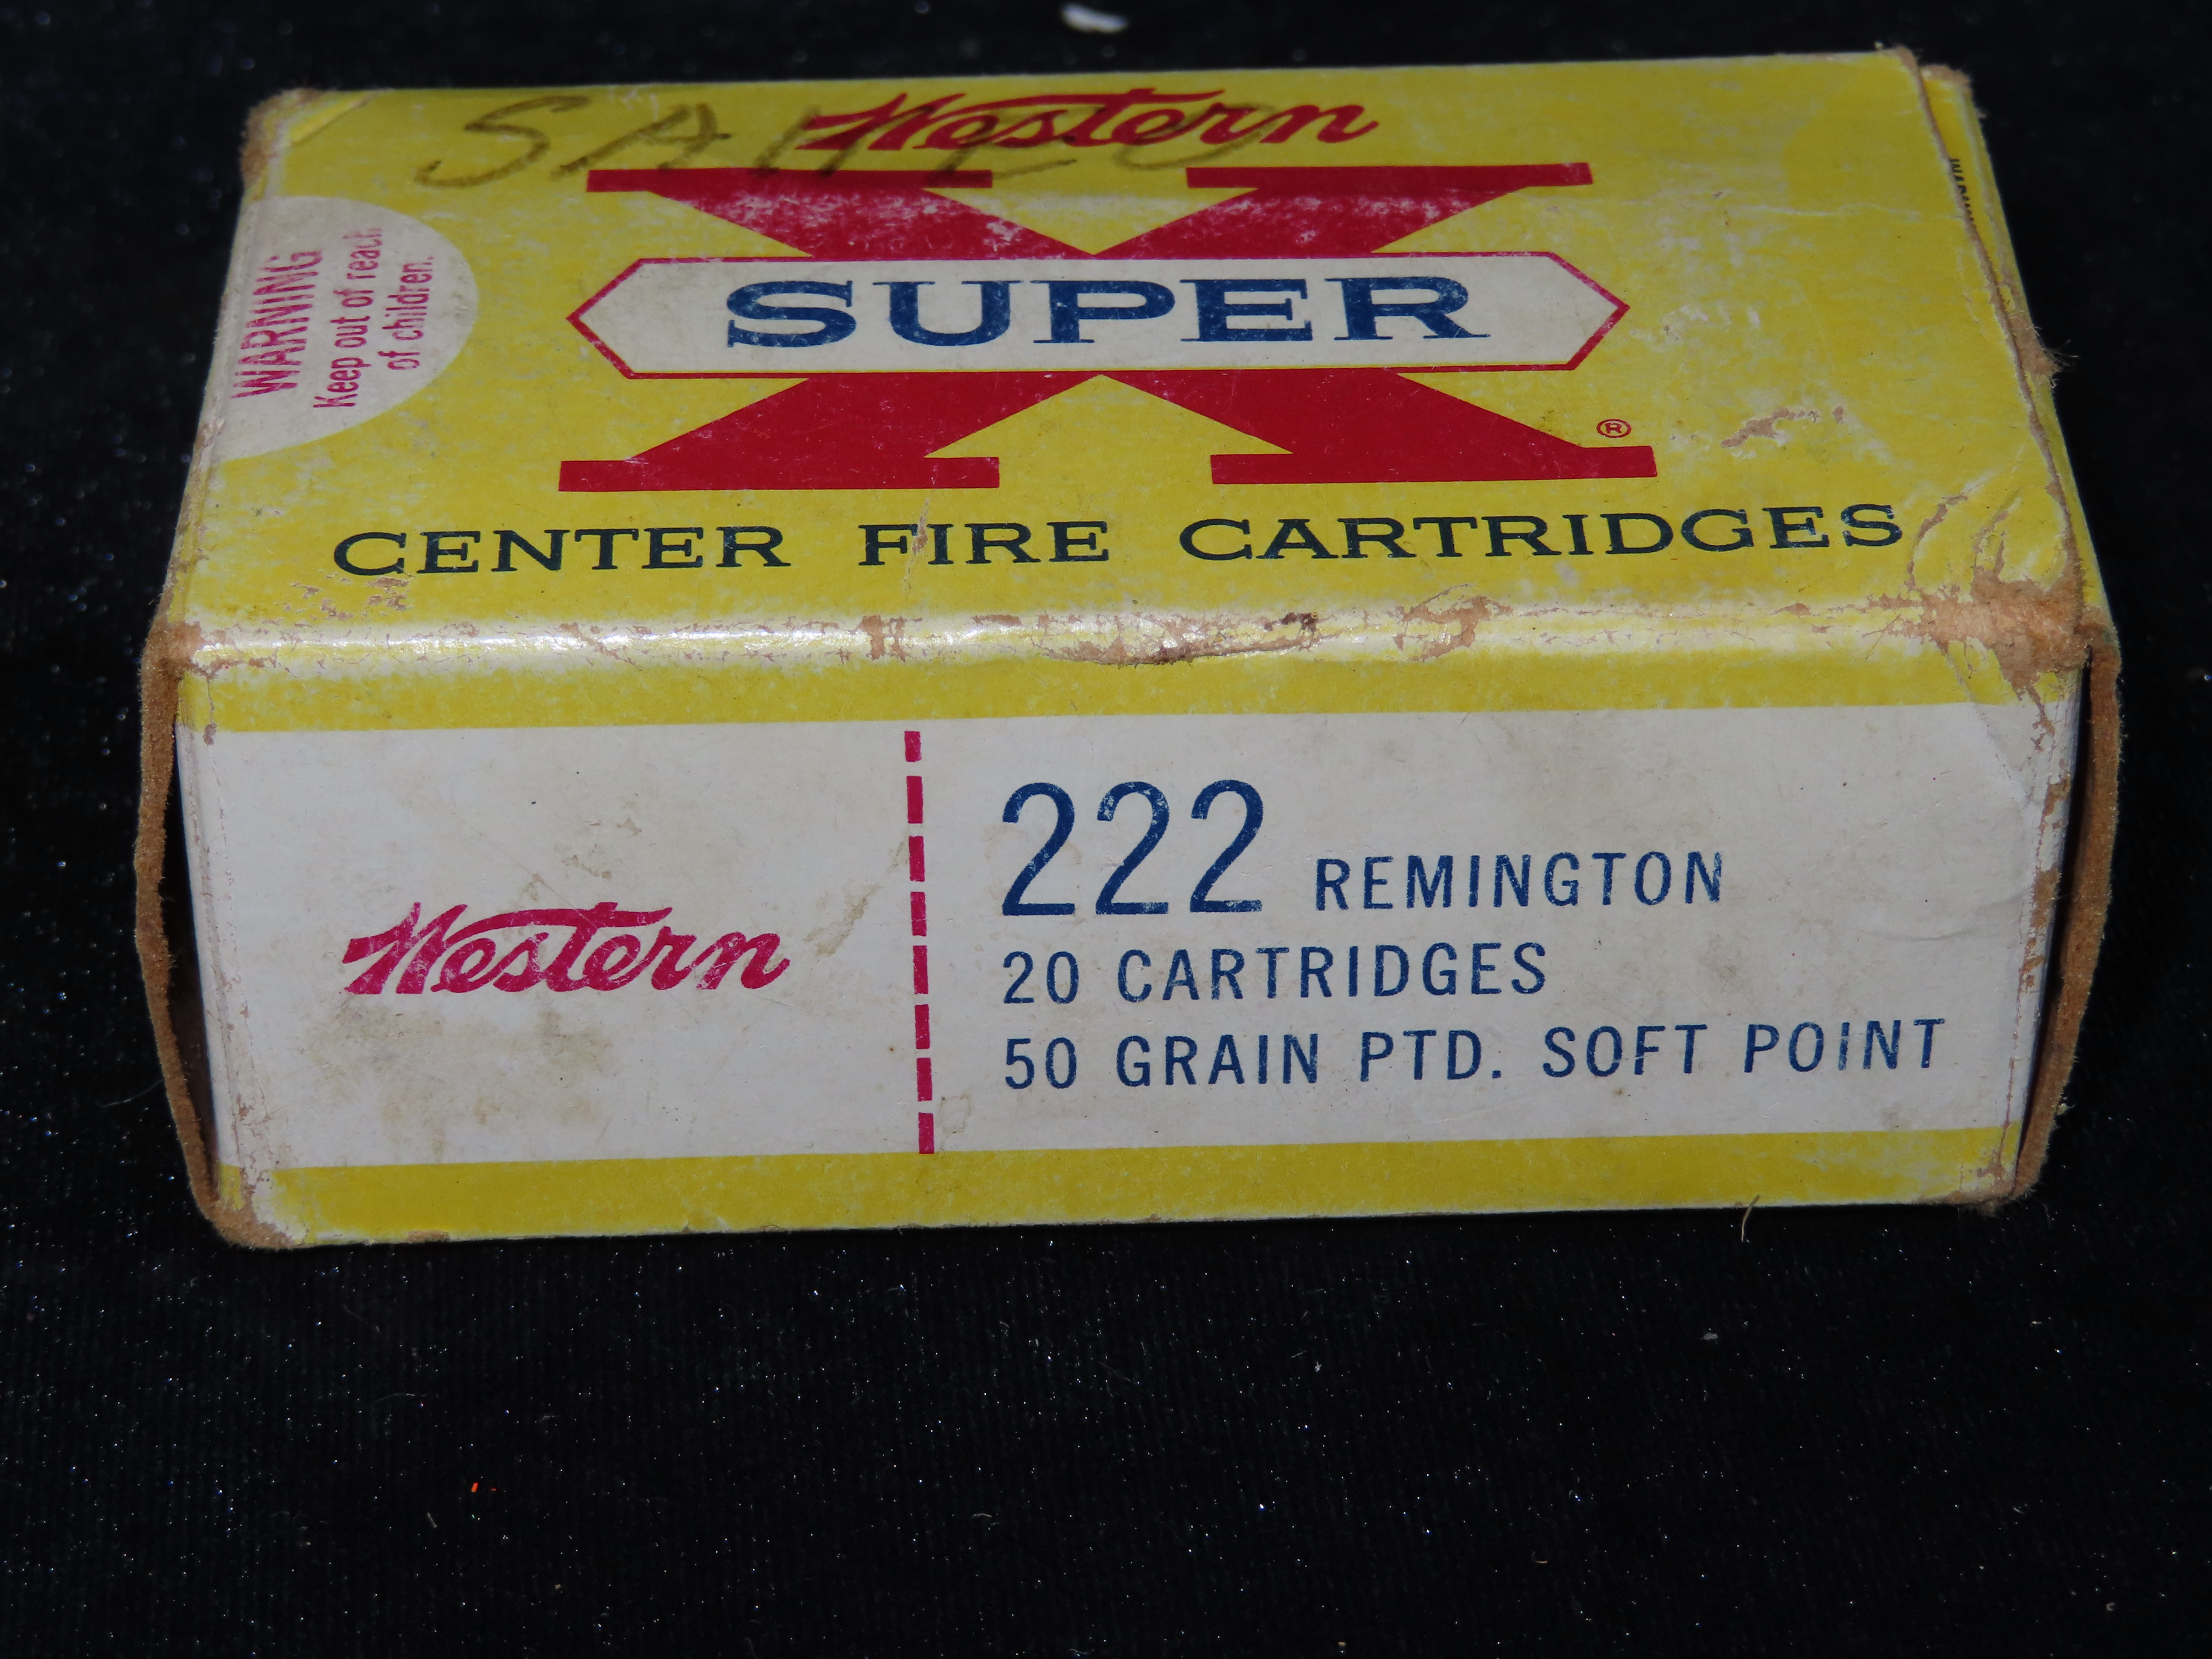 Western
SUPER
X
®
WARNING
Keep out of reach
of children.
CENTER FIRE CARTRIDGES
Western
222 REMINGTON
20 CARTRIDGES
50 GRAIN PTD. SOFT POINT